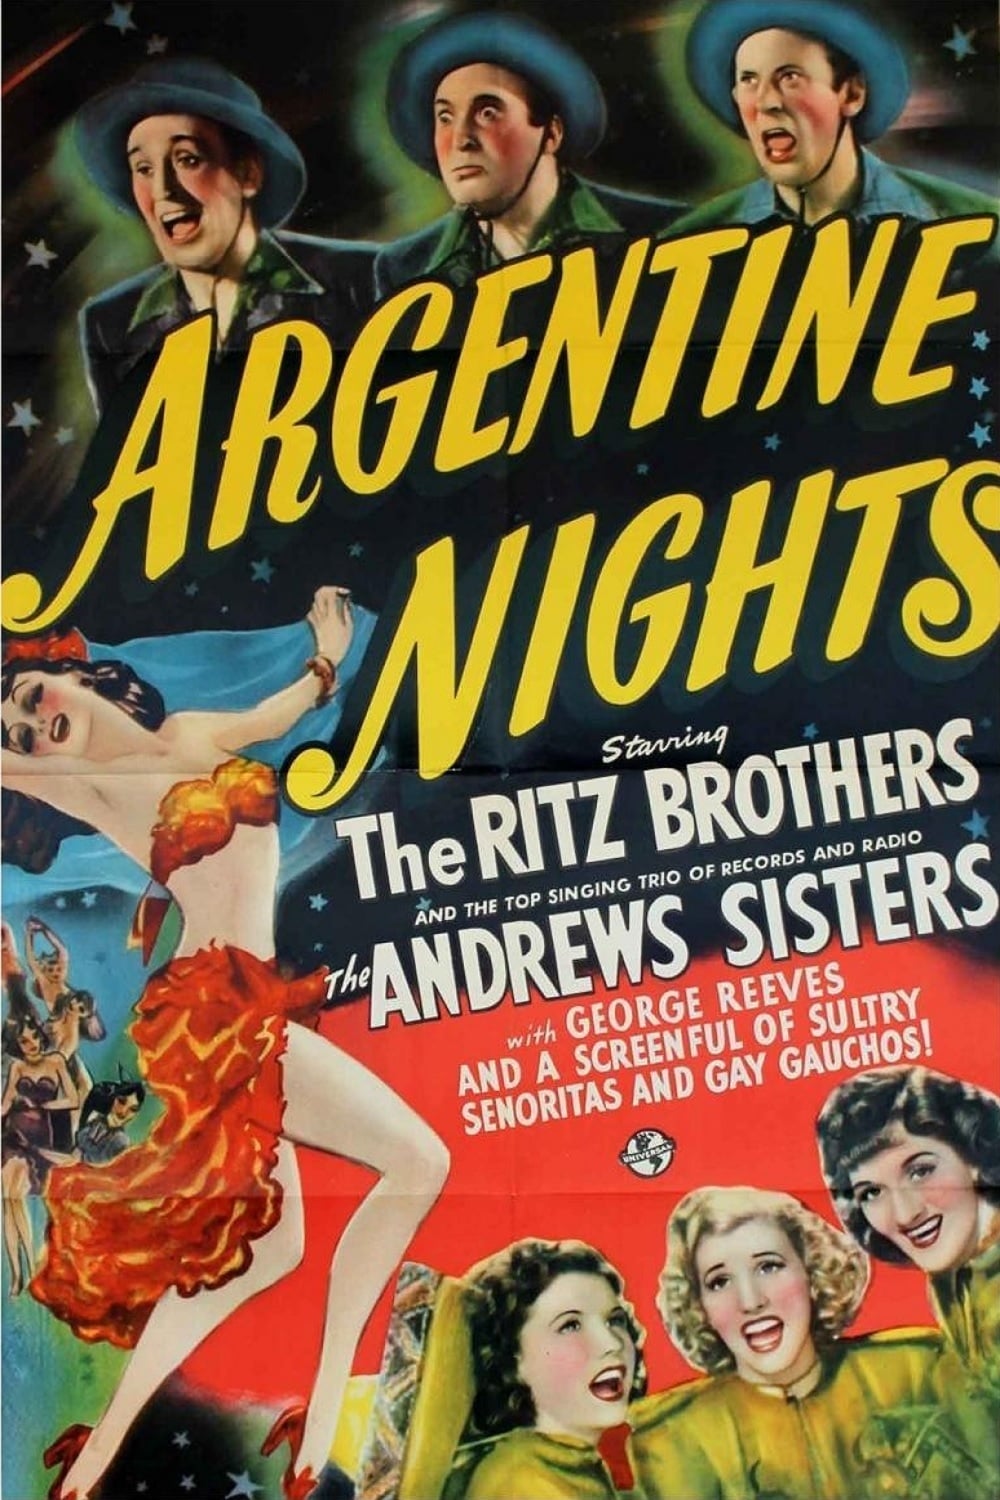 ARGENTINE
NIGHTS
Starring
The RITZ BROTHERS
AND THE TOP SINGING TRIO OF RECORDS AND RADIO
The ANDREWS SISTERS
with GEORGE REEVES
AND A SCREENFUL OF SULTRY
SENORITAS AND GAY GAUCHOS!
UNIVERSAL